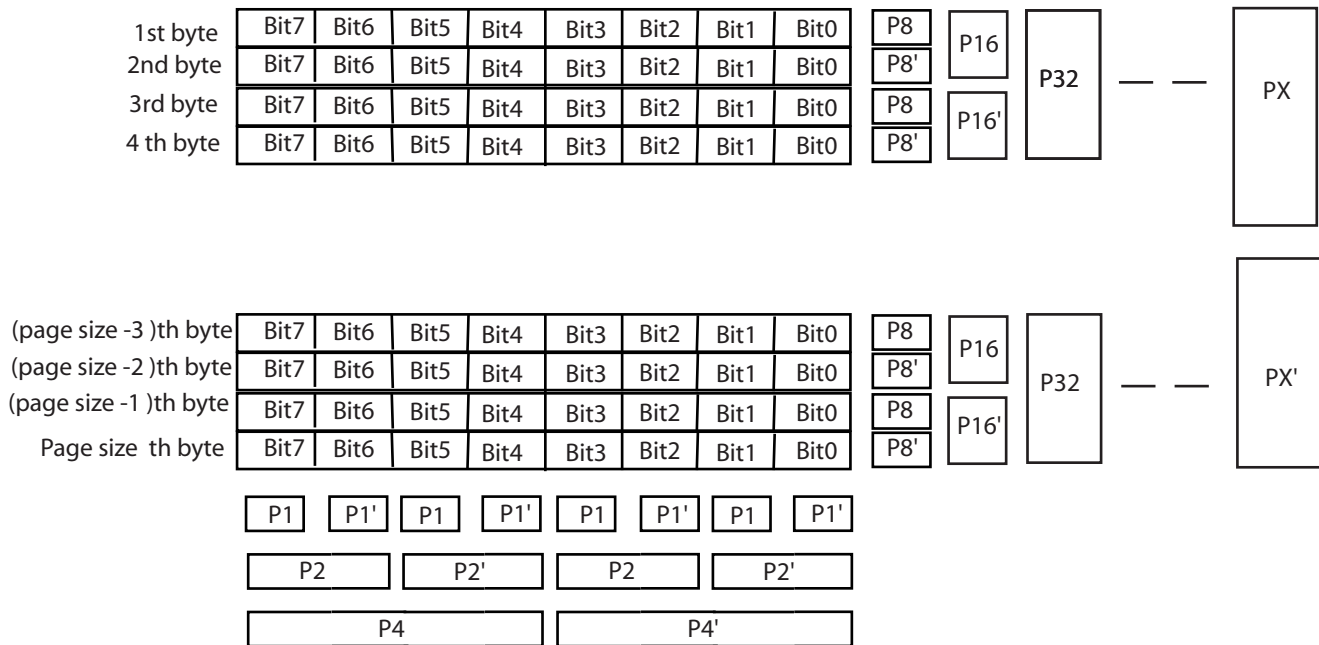 1st byte Bit7 Bit6 Bit5 Bit4 Bit3 Bit2 Bit1 Bit0 P8 P16 P32 — — PX
2nd byte Bit7 Bit6 Bit5 Bit4 Bit3 Bit2 Bit1 Bit0 P8'
3rd byte Bit7 Bit6 Bit5 Bit4 Bit3 Bit2 Bit1 Bit0 P8 P16'
4 th byte Bit7 Bit6 Bit5 Bit4 Bit3 Bit2 Bit1 Bit0 P8'
(page size -3 )th byte Bit7 Bit6 Bit5 Bit4 Bit3 Bit2 Bit1 Bit0 P8 P16 P32 — — PX'
(page size -2 )th byte Bit7 Bit6 Bit5 Bit4 Bit3 Bit2 Bit1 Bit0 P8'
(page size -1 )th byte Bit7 Bit6 Bit5 Bit4 Bit3 Bit2 Bit1 Bit0 P8 P16'
Page size th byte Bit7 Bit6 Bit5 Bit4 Bit3 Bit2 Bit1 Bit0 P8'
P1 P1' P1 P1' P1 P1' P1 P1'
P2 P2' P2 P2'
P4 P4'